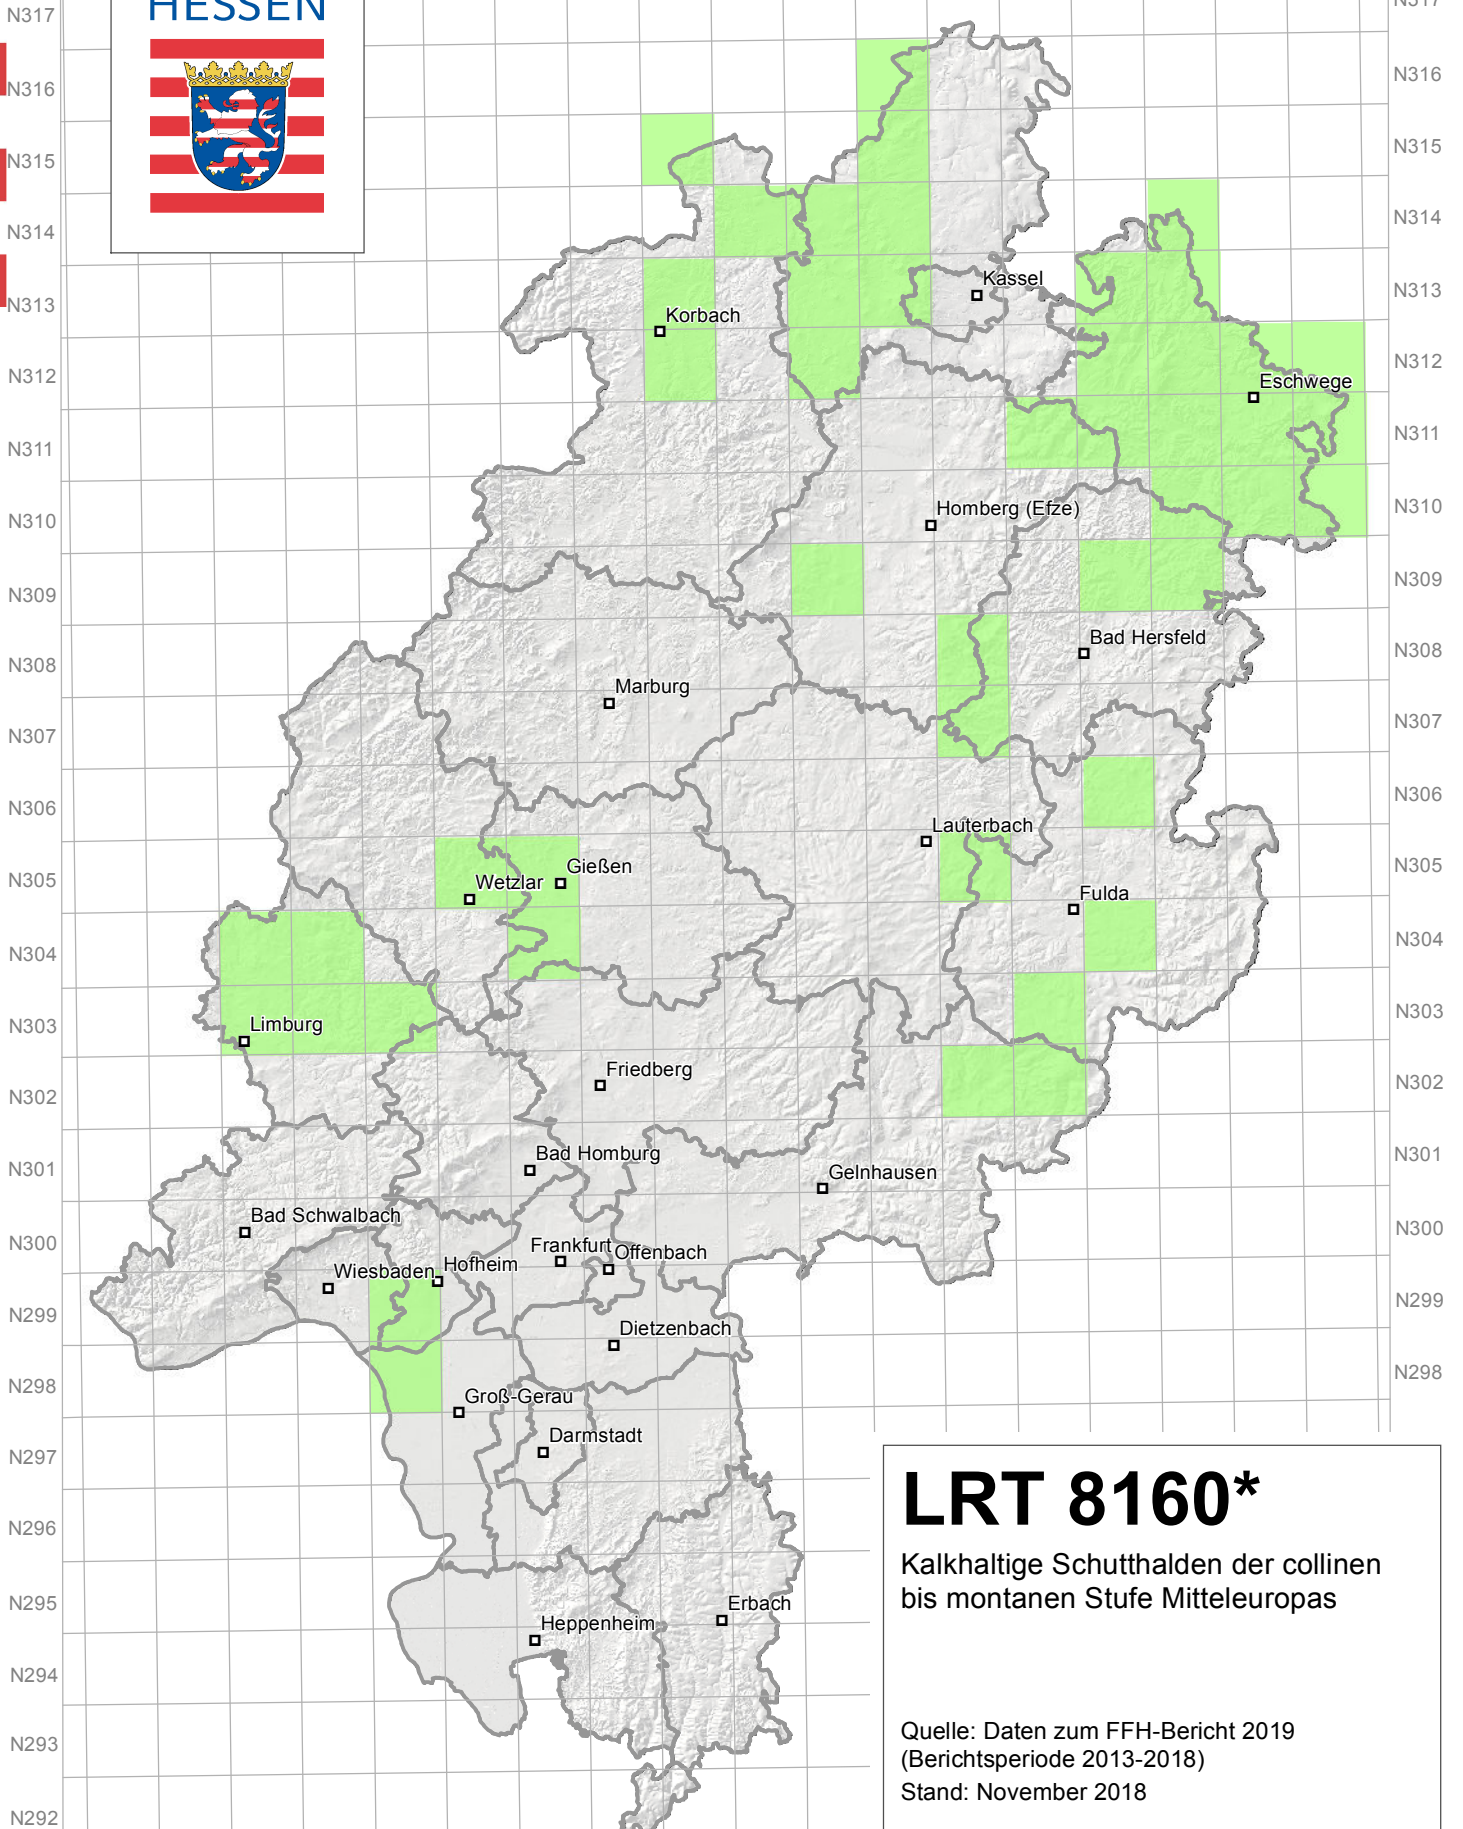 HESSEN
N317
N316
N315
N314
N313
N312
N311
N310
N309
N308
N307
N306
N305
N304
N303
N302
N301
N300
N299
N298
N297
N296
N295
N294
N293
N292
N317
N316
N315
N314
N313
N312
N311
N310
N309
N308
N307
N306
N305
N304
N303
N302
N301
N300
N299
N298
Kassel
Korbach
Eschwege
Homberg (Efze)
Bad Hersfeld
Marburg
Lauterbach
Gießen
Wetzlar
Fulda
Limburg
Friedberg
Bad Homburg
Gelnhausen
Bad Schwalbach
Frankfurt
Offenbach
Hofheim
Wiesbaden
Dietzenbach
Groß-Gerau
Darmstadt
Erbach
Heppenheim
LRT 8160*
Kalkhaltige Schutthalden der collinen
bis montanen Stufe Mitteleuropas
Quelle: Daten zum FFH-Bericht 2019
(Berichtsperiode 2013-2018)
Stand: November 2018